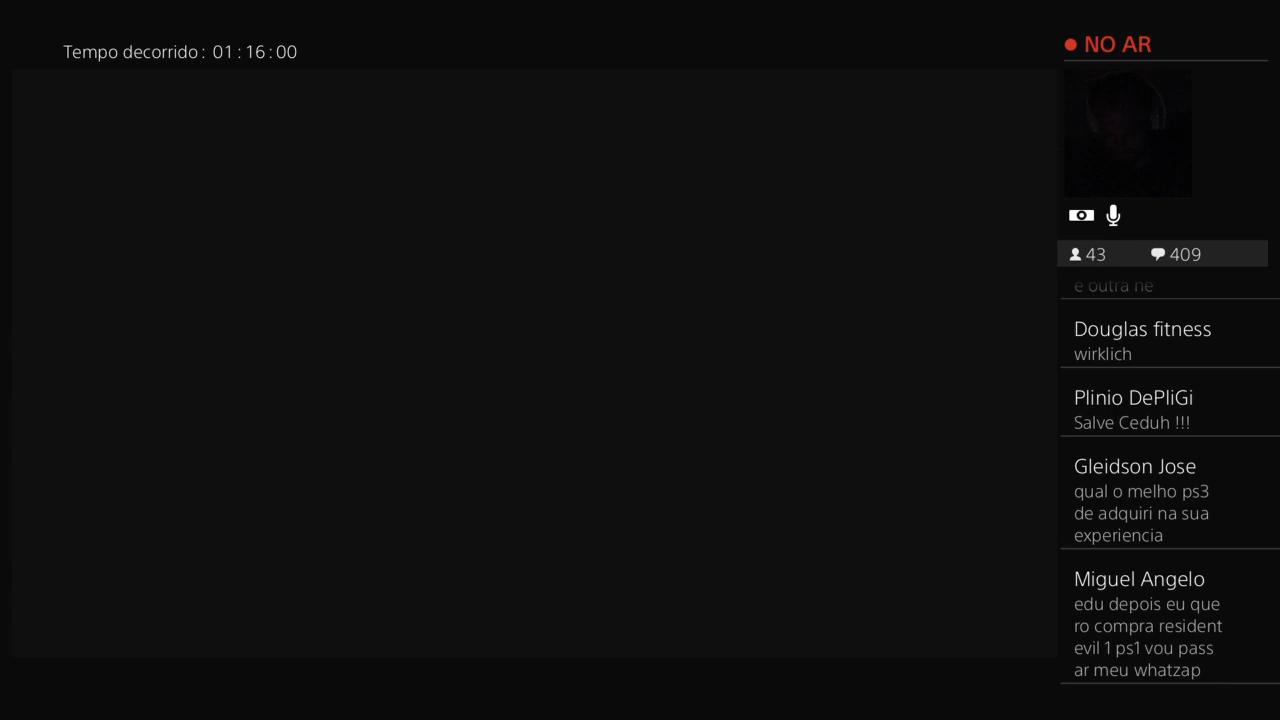 Tempo decorrido: 01:16:00
NO AR
43
409
e outra ne
Douglas fitness
wirklich
Plinio DePliGi
Salve Ceduh !!!
Gleidson Jose
qual o melho ps3
de adquiri na sua
experiencia
Miguel Angelo
edu depois eu que
ro compra resident
evil 1 ps1 vou pass
ar meu whatzap